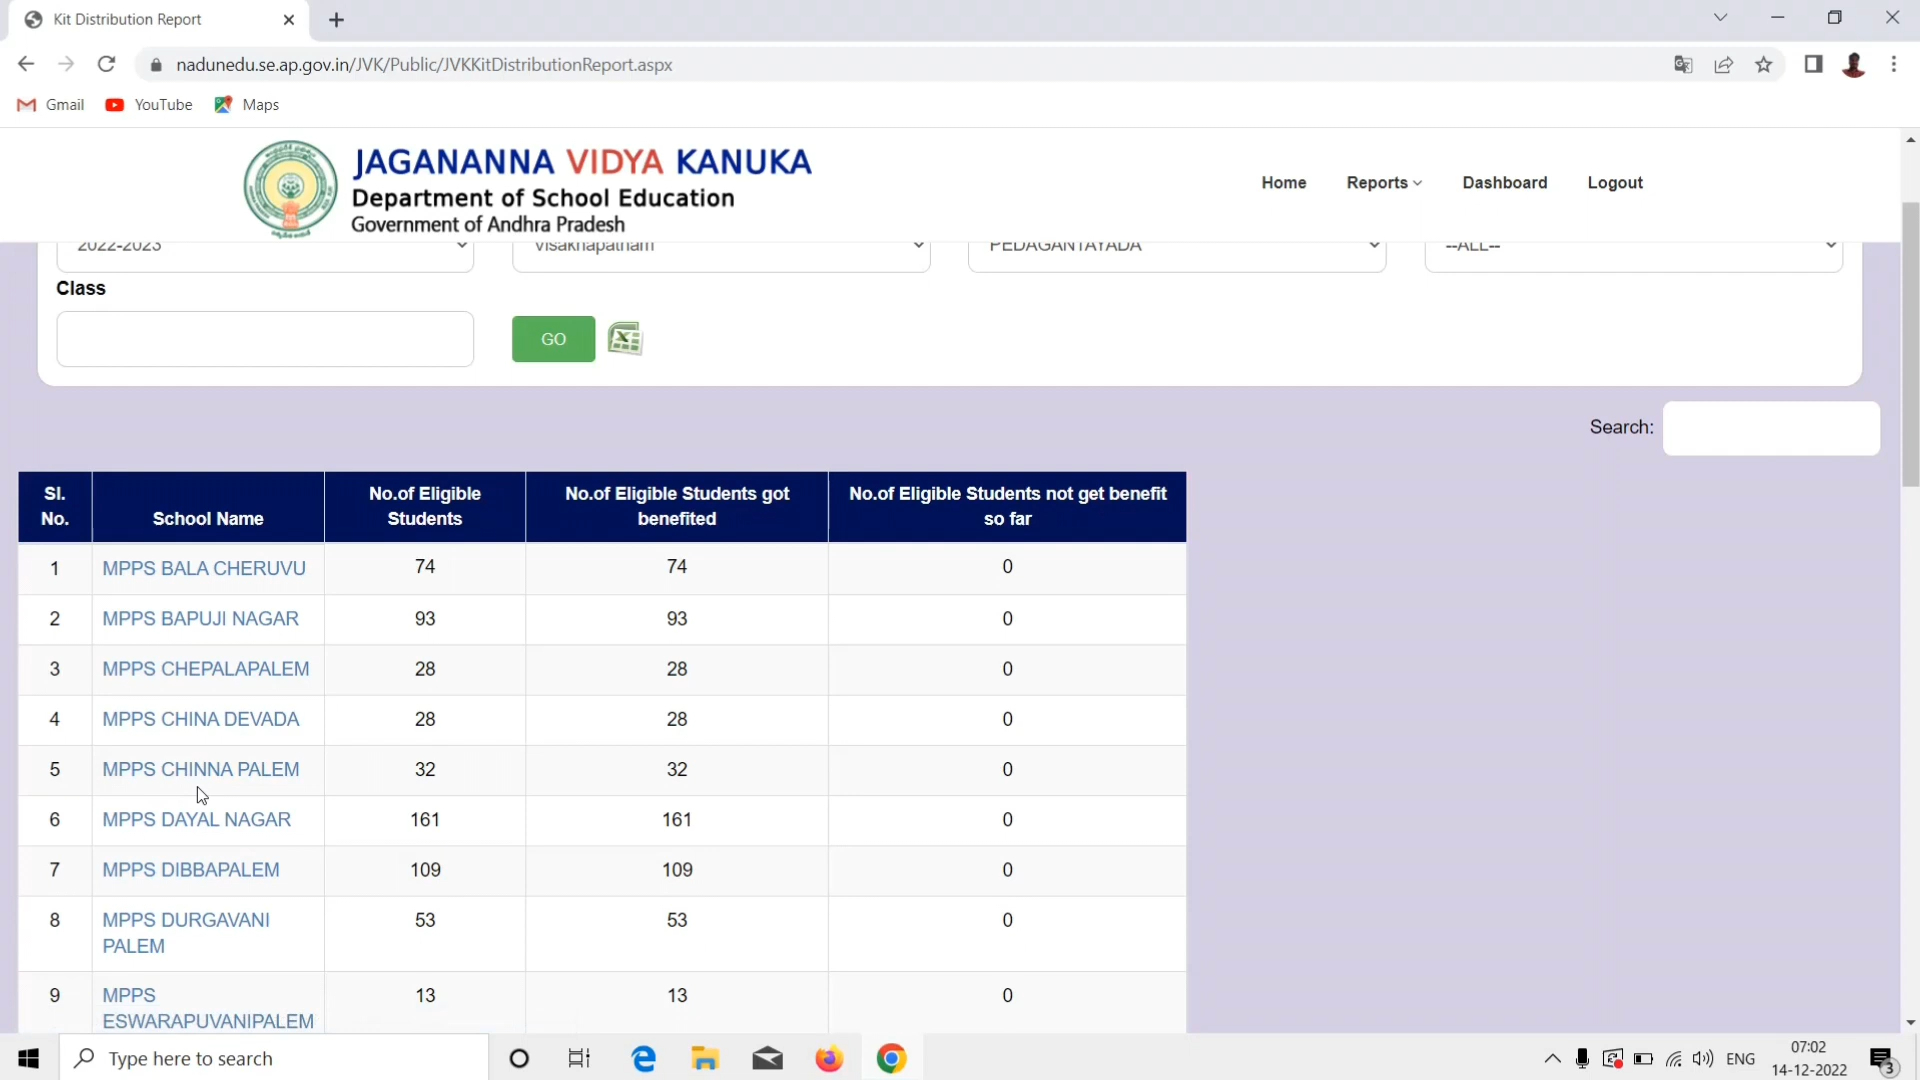 Kit Distribution Report
nadunedu.se.ap.gov.in/JVK/Public/JVKKitDistributionReport.aspx
Gmail YouTube Maps
JAGANANNA VIDYA KANUKA
Department of School Education
Government of Andhra Pradesh
Home Reports Dashboard Logout
2022-2023 Visakhapatnam PEDAGANTAYADA --ALL--
Class
GO
Search:
Sl. No. School Name No.of Eligible Students No.of Eligible Students got benefited No.of Eligible Students not get benefit so far
1 MPPS BALA CHERUVU 74 74 0
2 MPPS BAPUJI NAGAR 93 93 0
3 MPPS CHEPALAPALEM 28 28 0
4 MPPS CHINA DEVADA 28 28 0
5 MPPS CHINNA PALEM 32 32 0
6 MPPS DAYAL NAGAR 161 161 0
7 MPPS DIBBAPALEM 109 109 0
8 MPPS DURGAVANI PALEM 53 53 0
9 MPPS ESWARAPUVANIPALEM 13 13 0
Type here to search
ENG
07:02
14-12-2022
3